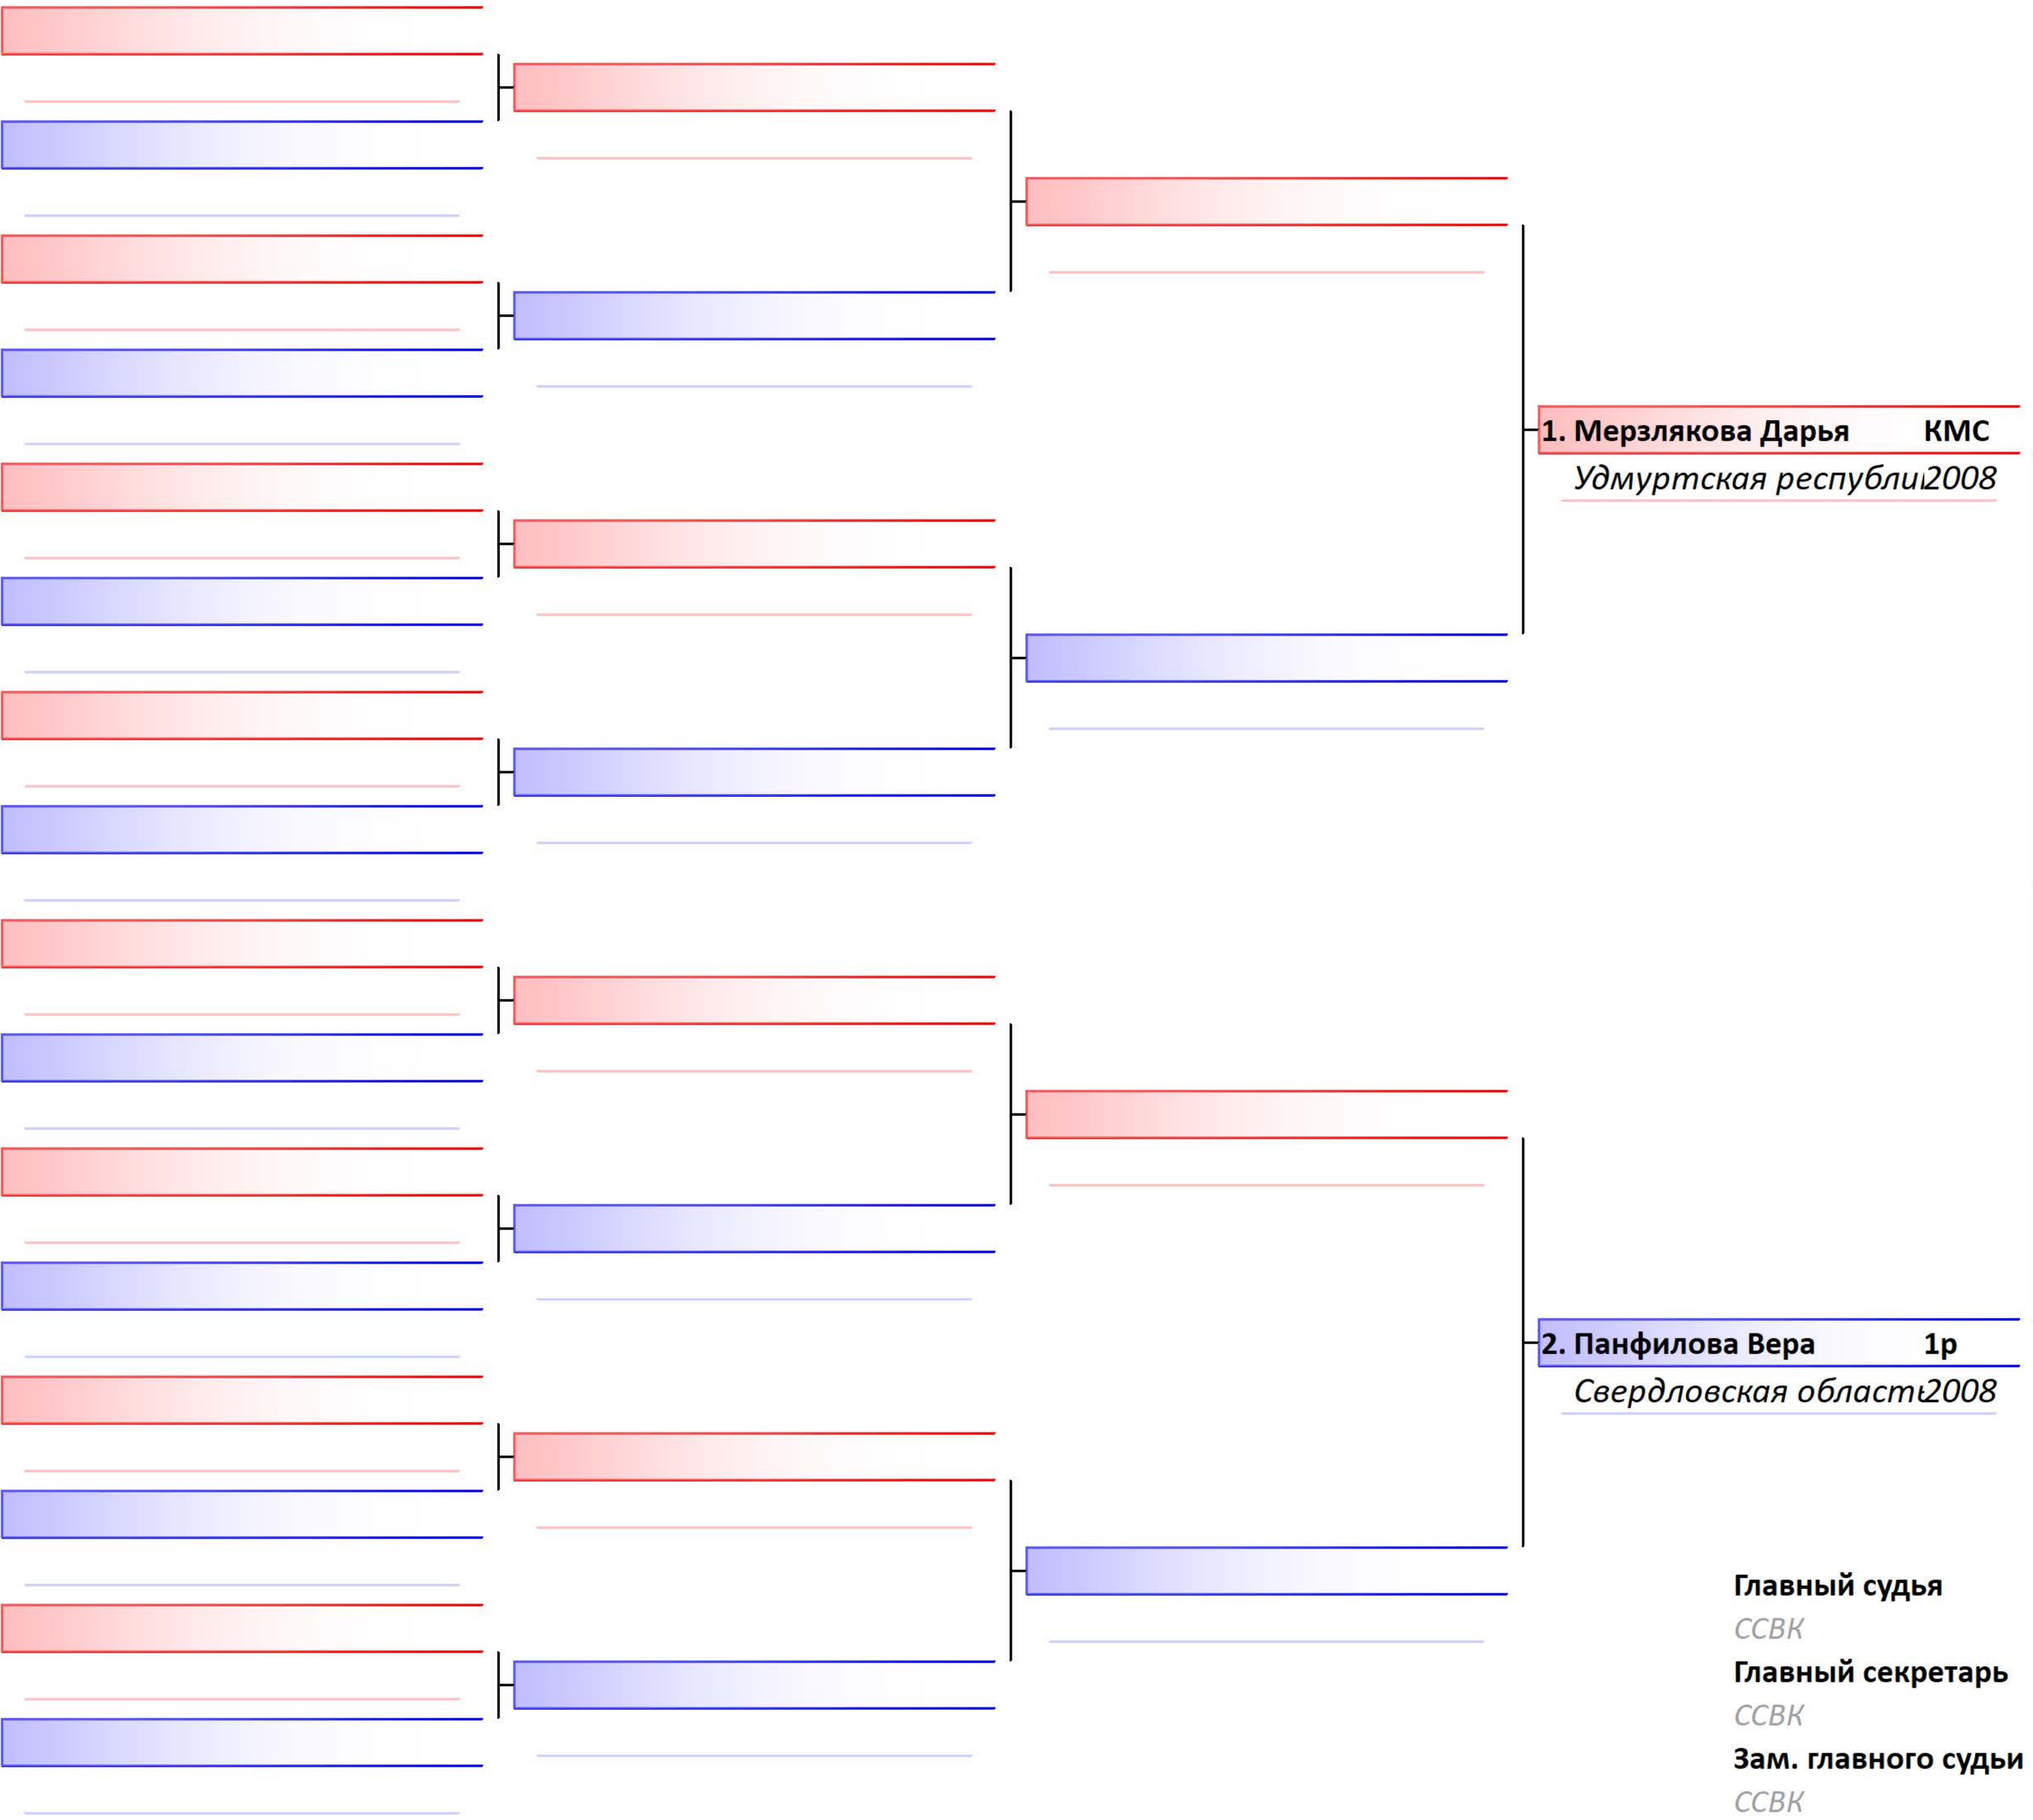 1. Мерзлякова Дарья КМС
Удмуртская республи 2008
2. Панфилова Вера 1р
Свердловская область 2008
Главный судья
ССВК
Главный секретарь
ССВК
Зам. главного судьи
ССВК